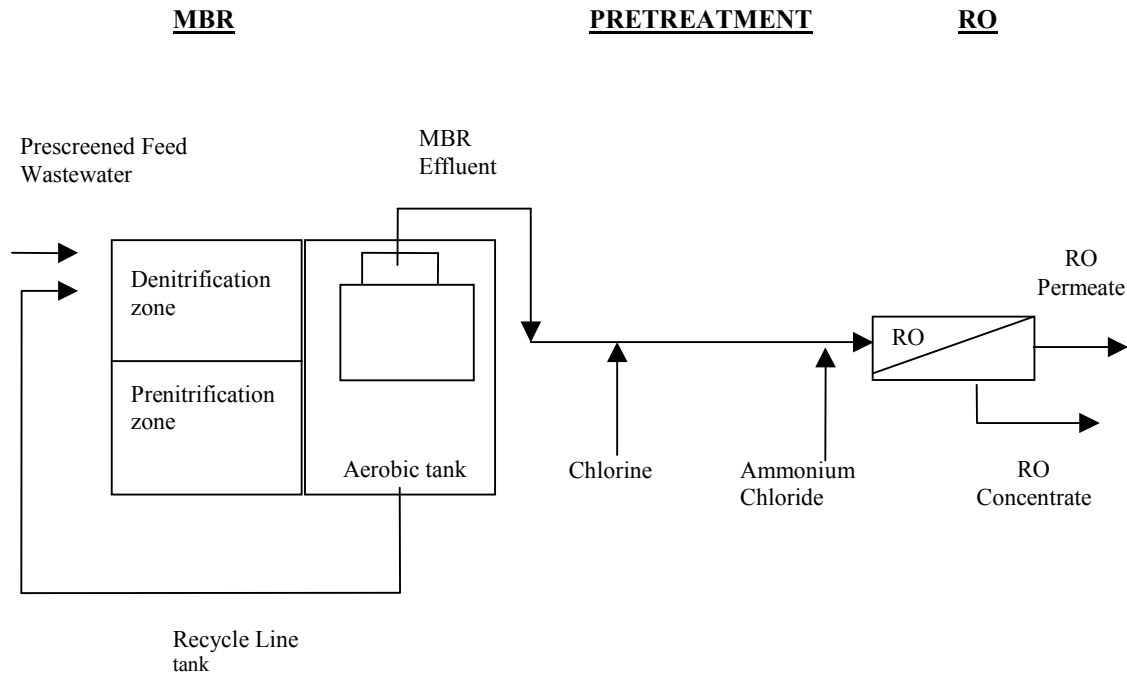 MBR
PRETREATMENT
RO
Prescreened Feed
Wastewater
MBR
Effluent
Denitrification
zone
Prenitrification
zone
Aerobic tank
Recycle Line
tank
Chlorine
Ammonium
Chloride
RO
RO
Permeate
RO
Concentrate